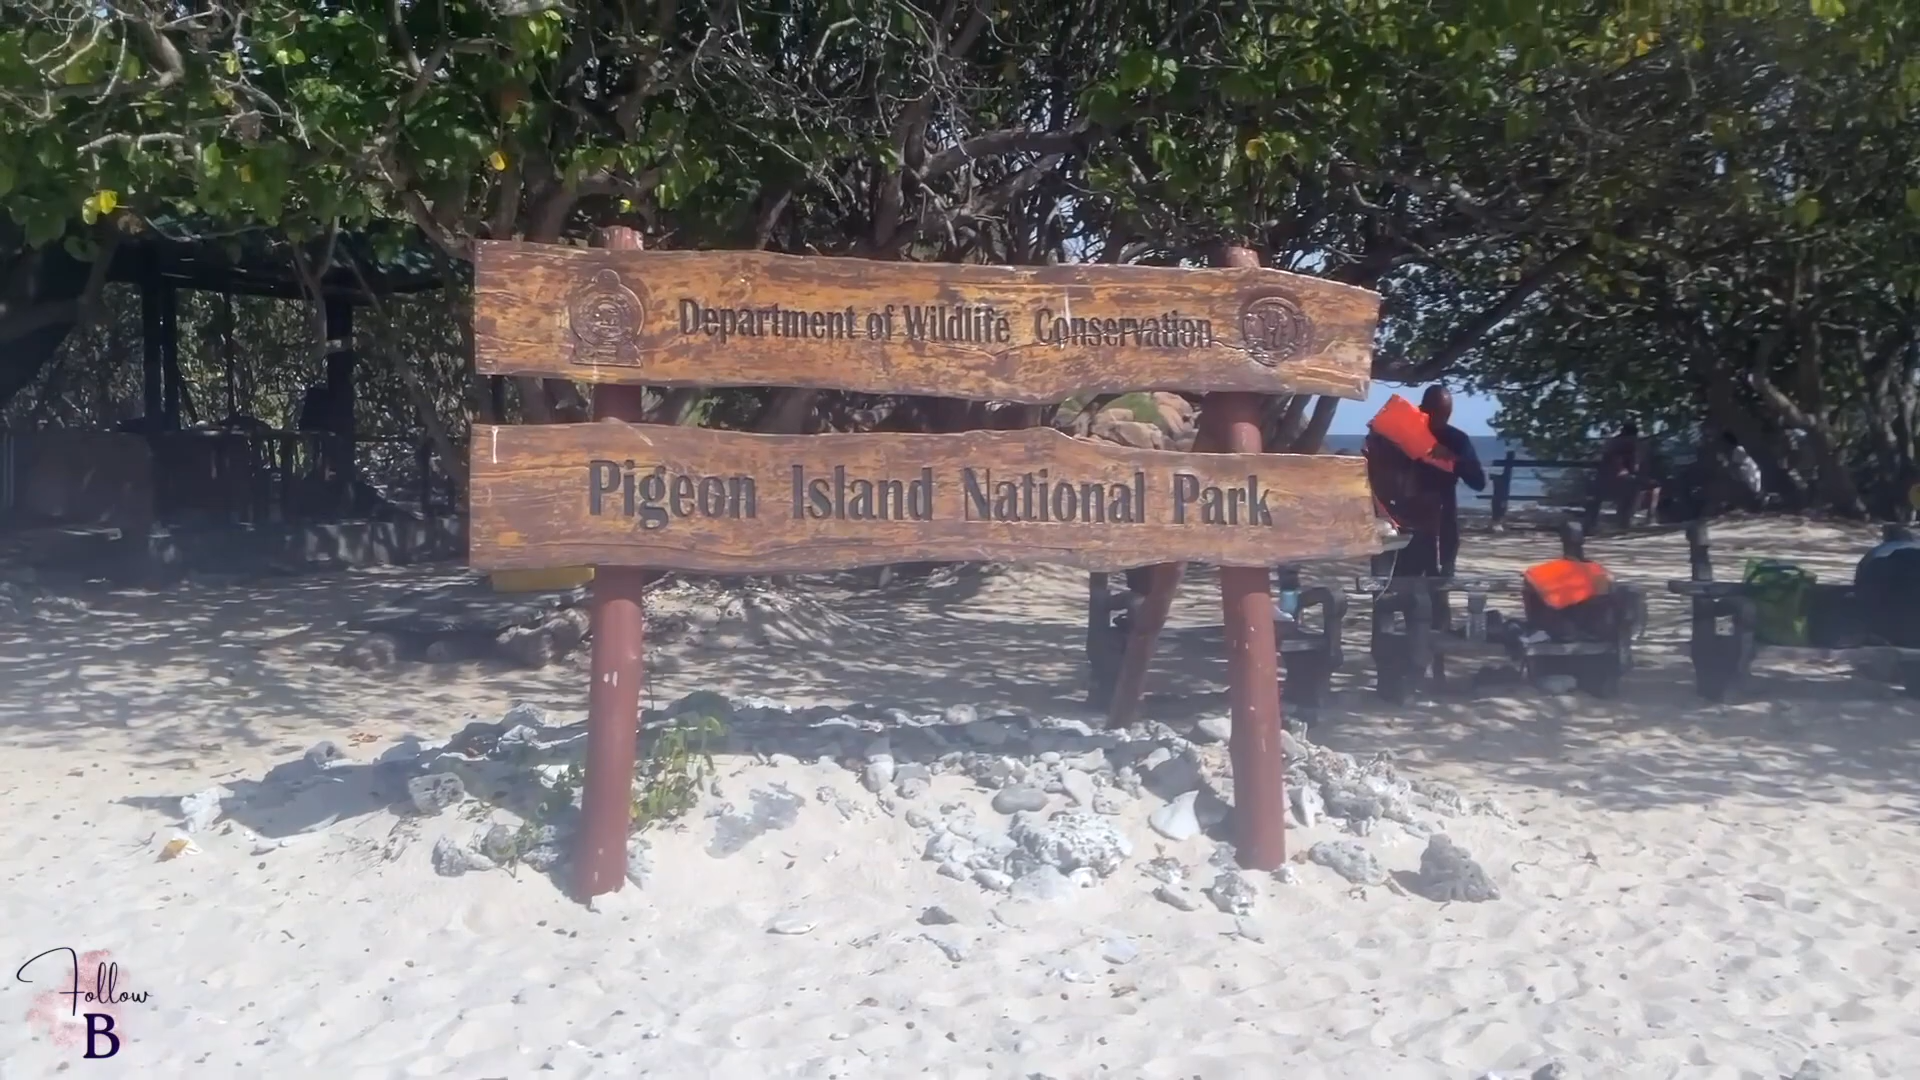 Department of Wildlife Conservation
Pigeon Island National Park
Follow
B